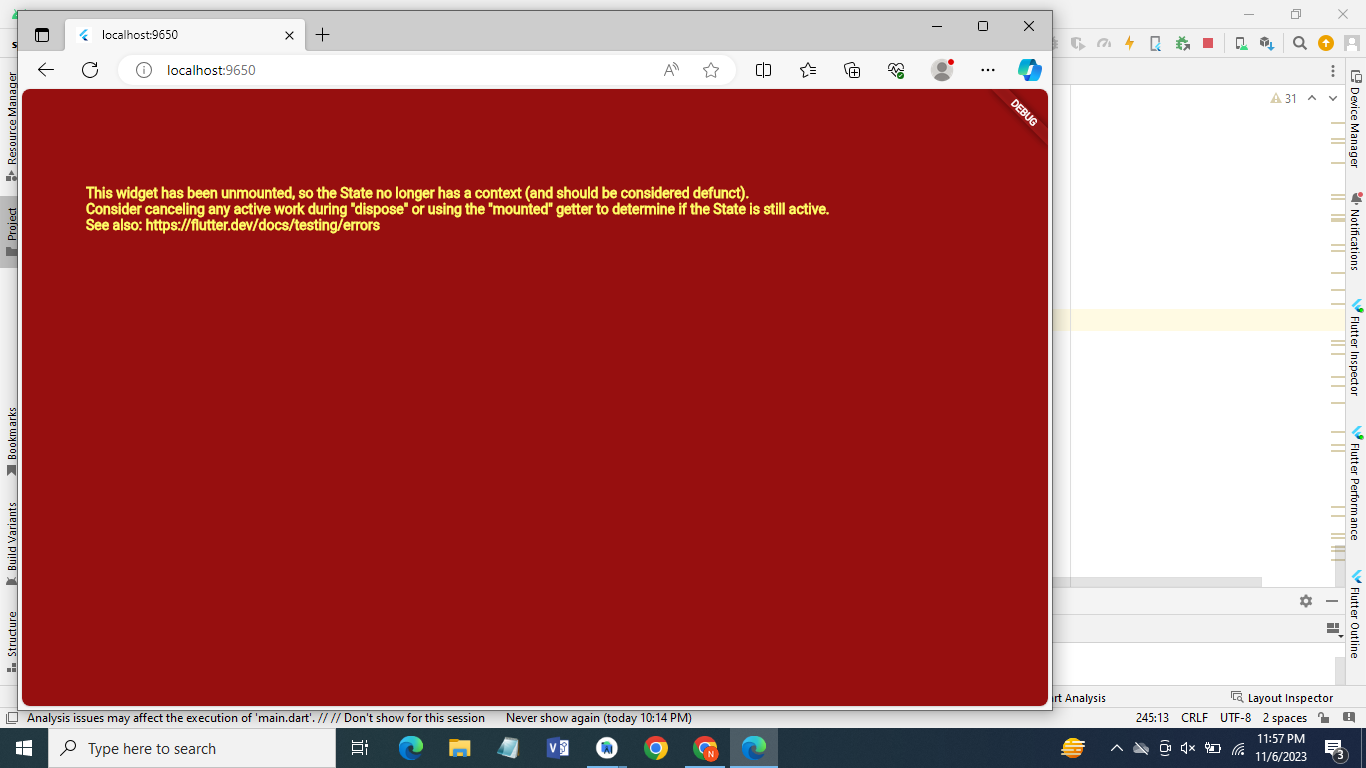 localhost:9650
localhost:9650
DEBUG
This widget has been unmounted, so the State no longer has a context (and should be considered defunct).
Consider canceling any active work during "dispose" or using the "mounted" getter to determine if the State is still active.
See also: https://flutter.dev/docs/testing/errors
Resource Manager
Project
Bookmarks
Build Variants
Structure
31
Device Manager
Notifications
Flutter Inspector
Flutter Performance
Flutter Outline
rt Analysis
Layout Inspector
Analysis issues may affect the execution of 'main.dart'. // // Don't show for this session Never show again (today 10:14 PM)
245:13 CRLF UTF-8 2 spaces
Type here to search
N
11:57 PM
11/6/2023
3